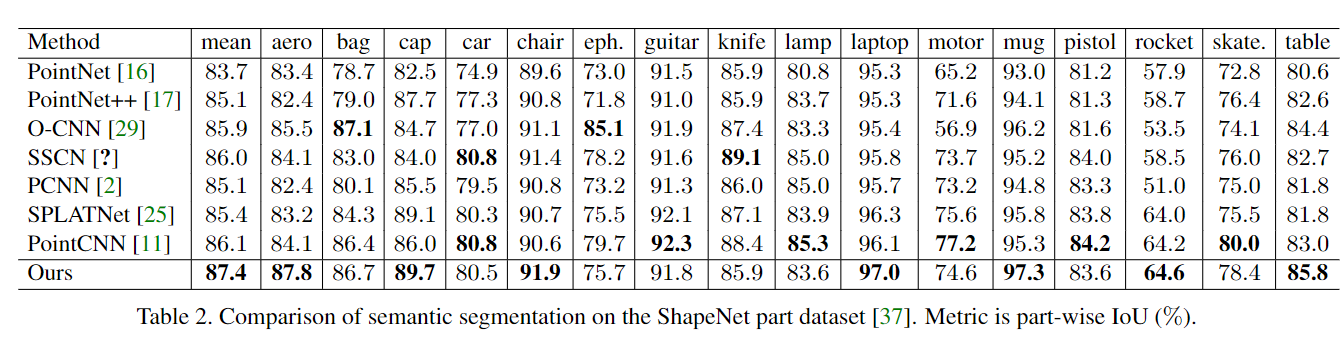 Method mean aero bag cap car chair eph. guitar knife lamp laptop motor mug pistol rocket skate. table
PointNet [16] 83.7 83.4 78.7 82.5 74.9 89.6 73.0 91.5 85.9 80.8 95.3 65.2 93.0 81.2 57.9 72.8 80.6
PointNet++ [17] 85.1 82.4 79.0 87.7 77.3 90.8 71.8 91.0 85.9 83.7 95.3 71.6 94.1 81.3 58.7 76.4 82.6
O-CNN [29] 85.9 85.5 87.1 84.7 77.0 91.1 85.1 91.9 87.4 83.3 95.4 56.9 96.2 81.6 53.5 74.1 84.4
SSCN [?] 86.0 84.1 83.0 84.0 80.8 91.4 78.2 91.6 89.1 85.0 95.8 73.7 95.2 84.0 58.5 76.0 82.7
PCNN [2] 85.1 82.4 80.1 85.5 79.5 90.8 73.2 91.3 86.0 85.0 95.7 73.2 94.8 83.3 51.0 75.0 81.8
SPLATNet [25] 85.4 83.2 84.3 89.1 80.3 90.7 75.5 92.1 87.1 83.9 96.3 75.6 95.8 83.8 64.0 75.5 81.8
PointCNN [11] 86.1 84.1 86.4 86.0 80.8 90.6 79.7 92.3 88.4 85.3 96.1 77.2 95.3 84.2 64.2 80.0 83.0
Ours 87.4 87.8 86.7 89.7 80.5 91.9 75.7 91.8 85.9 83.6 97.0 74.6 97.3 83.6 64.6 78.4 85.8
Table 2. Comparison of semantic segmentation on the ShapeNet part dataset [37]. Metric is part-wise IoU (%).